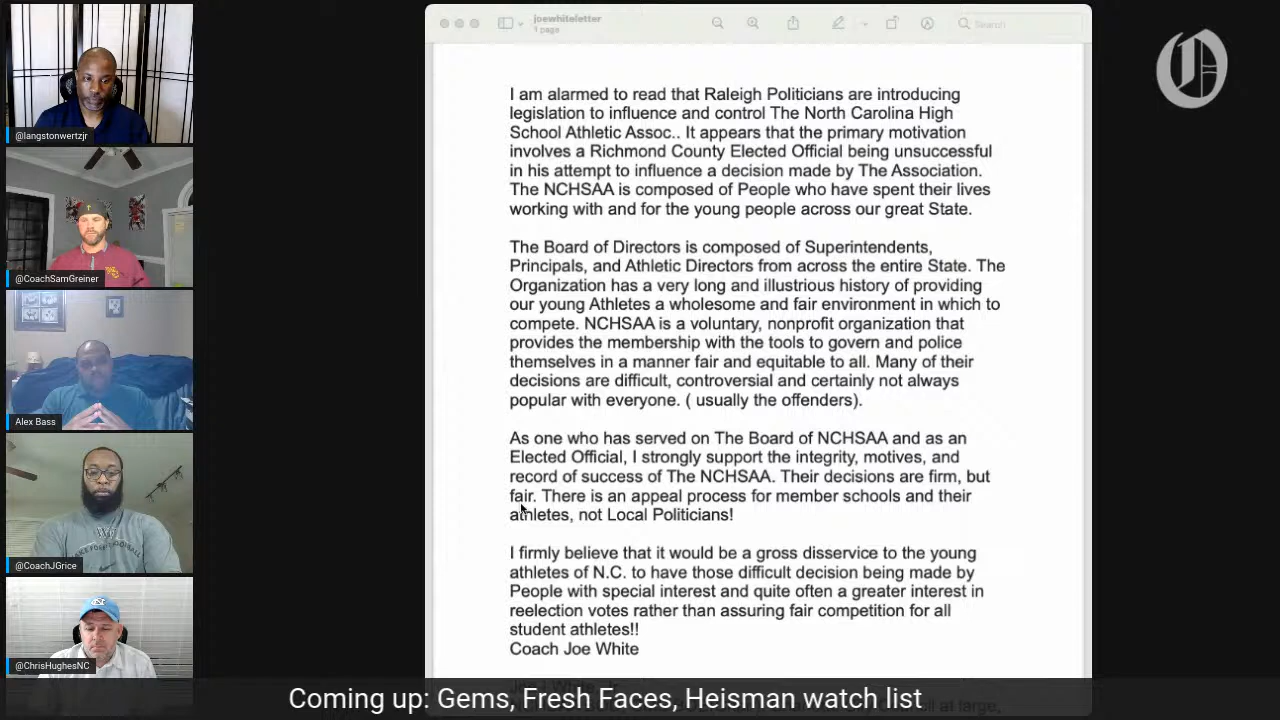 joewhiteletter
1 page
Search
I am alarmed to read that Raleigh Politicians are introducing
legislation to influence and control The North Carolina High
School Athletic Assoc.. It appears that the primary motivation
involves a Richmond County Elected Official being unsuccessful
in his attempt to influence a decision made by The Association.
The NCHSAA is composed of People who have spent their lives
working with and for the young people across our great State.
The Board of Directors is composed of Superintendents,
Principals, and Athletic Directors from across the entire State. The
Organization has a very long and illustrious history of providing
our young Athletes a wholesome and fair environment in which to
compete. NCHSAA is a voluntary, nonprofit organization that
provides the membership with the tools to govern and police
themselves in a manner fair and equitable to all. Many of their
decisions are difficult, controversial and certainly not always
popular with everyone. ( usually the offenders).
As one who has served on The Board of NCHSAA and as an
Elected Official, I strongly support the integrity, motives, and
record of success of The NCHSAA. Their decisions are firm, but
fair. There is an appeal process for member schools and their
athletes, not Local Politicians!
I firmly believe that it would be a gross disservice to the young
athletes of N.C. to have those difficult decision being made by
People with special interest and quite often a greater interest in
reelection votes rather than assuring fair competition for all
student athletes!!
Coach Joe White
@langstonwertzjr
@CoachSamGreiner
Alex Bass
@CoachJGrice
@ChrisHughesNC
O
Coming up: Gems, Fresh Faces, Heisman watch list